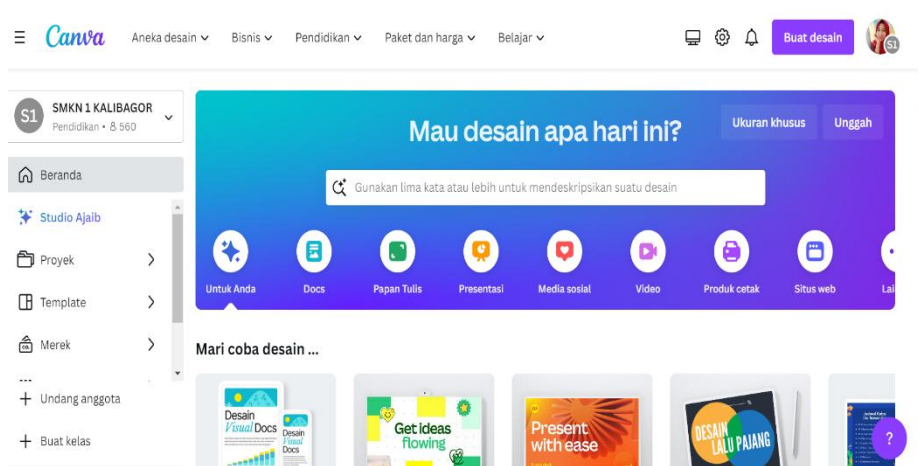 Canva
Aneka desain
Bisnis
Pendidikan
Paket dan harga
Belajar
Buat desain
S1
S1
SMKN 1 KALIBAGOR
Pendidikan • 560
Beranda
Studio Ajaib
Proyek
Template
Merek
Undang anggota
Buat kelas
Mau desain apa hari ini?
Ukuran khusus
Unggah
Gunakan lima kata atau lebih untuk mendeskripsikan suatu desain
Untuk Anda
Docs
Papan Tulis
Presentasi
Media sosial
Video
Produk cetak
Situs web
Lai
Mari coba desain ...
Desain
Visual Docs
Desain
Visual
Docs
Get ideas
flowing
Present
with ease
DESAIN
LALU PAJANG
?